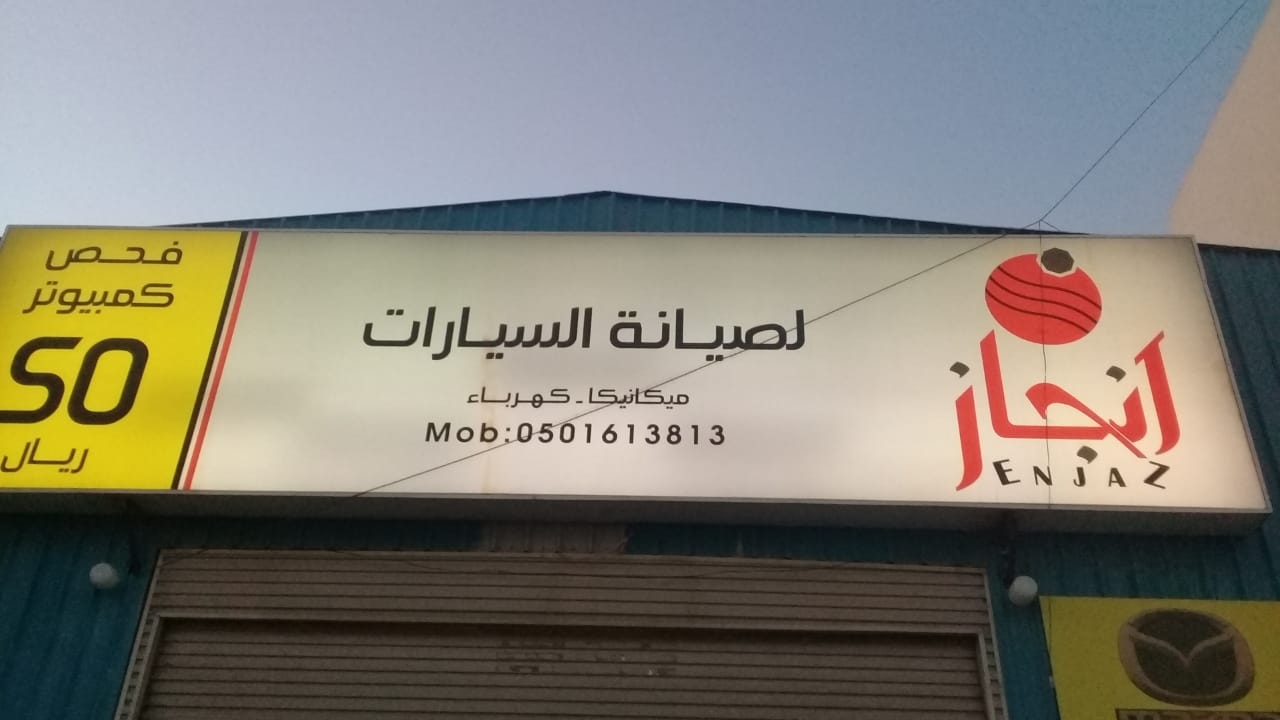 انجاز
ENJAZ
لصيانة السيارات
ميكانيكا - كهرباء
Mob:0501613813
فحص
كمبيوتر
50
ريال